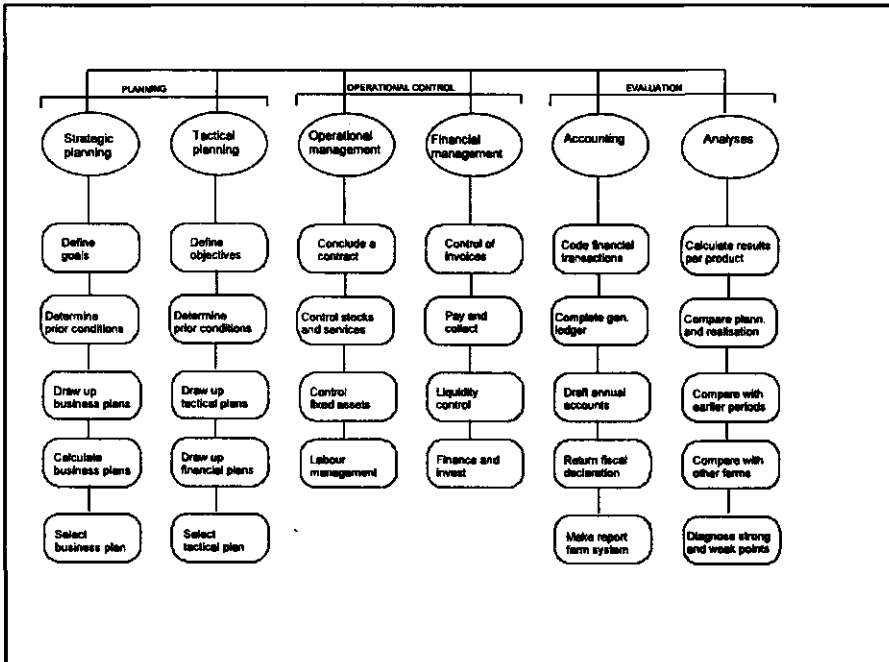 PLANNING
OPERATIONAL CONTROL
EVALUATION
Strategic
planning
Tactical
planning
Operational
management
Financial
management
Accounting
Analyses
Define
goals
Determine
prior conditions
Draw up
business plans
Calculate
business plans
Select
business plan
Define
objectives
Determine
prior conditions
Draw up
tactical plans
Draw up
financial plans
Select
tactical plan
Conclude a
contract
Control stocks
and services
Control
fixed assets
Labour
management
Control of
invoices
Pay and
collect
Liquidity
control
Finance and
invest
Code financial
transactions
Complete gen.
ledger
Draft annual
accounts
Return fiscal
declaration
Make report
farm system
Calculate results
per product
Compare plann.
and realisation
Compare with
earlier periods
Compare with
other farms
Diagnose strong
and weak points